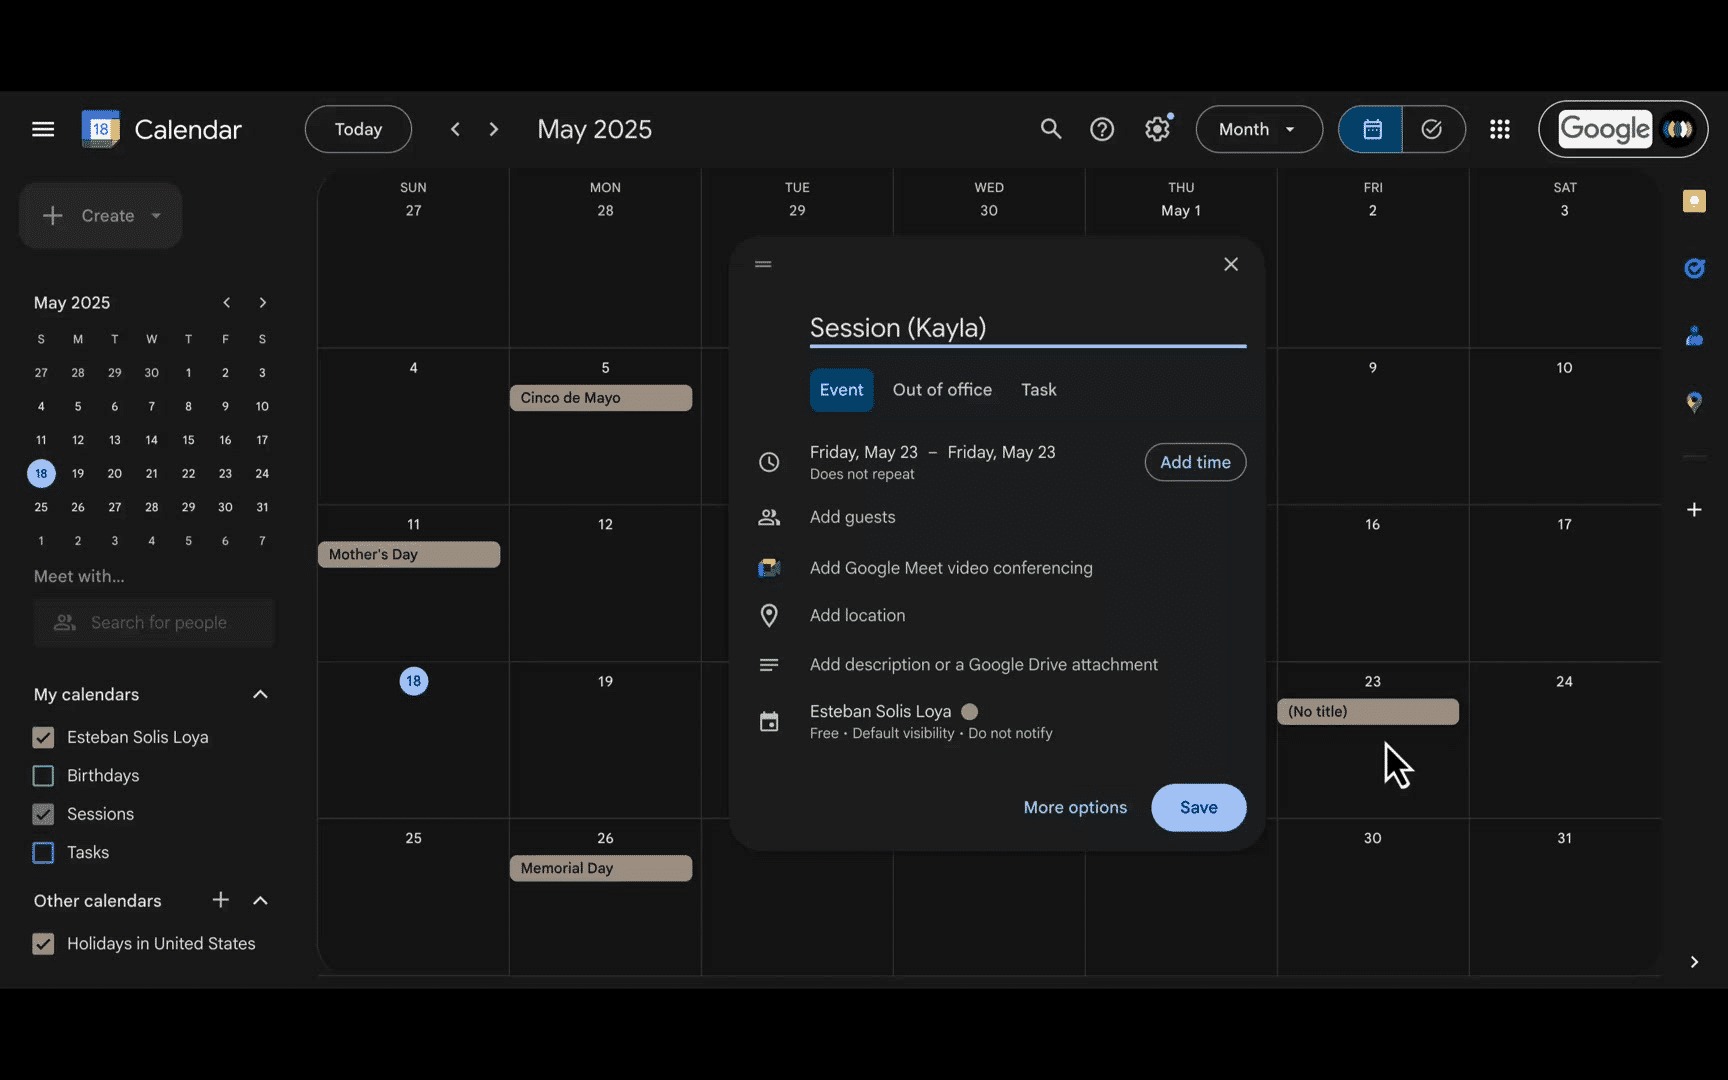 18 Calendar Today May 2025 Month Google
Create
May 2025
S M T W T F S
27 28 29 30 1 2 3
4 5 6 7 8 9 10
11 12 13 14 15 16 17
18 19 20 21 22 23 24
25 26 27 28 29 30 31
1 2 3 4 5 6 7
Meet with...
Search for people
My calendars
Esteban Solis Loya
Birthdays
Sessions
Tasks
Other calendars
Holidays in United States
SUN MON TUE WED THU FRI SAT
27 28 29 30 May 1 2 3
4 5 9 10
Cinco de Mayo
11 12 16 17
Mother's Day
18 19 23 24
(No title)
25 26 30 31
Memorial Day
Session (Kayla)
Event Out of office Task
Friday, May 23 – Friday, May 23 Add time
Does not repeat
Add guests
Add Google Meet video conferencing
Add location
Add description or a Google Drive attachment
Esteban Solis Loya
Free • Default visibility • Do not notify
More options Save